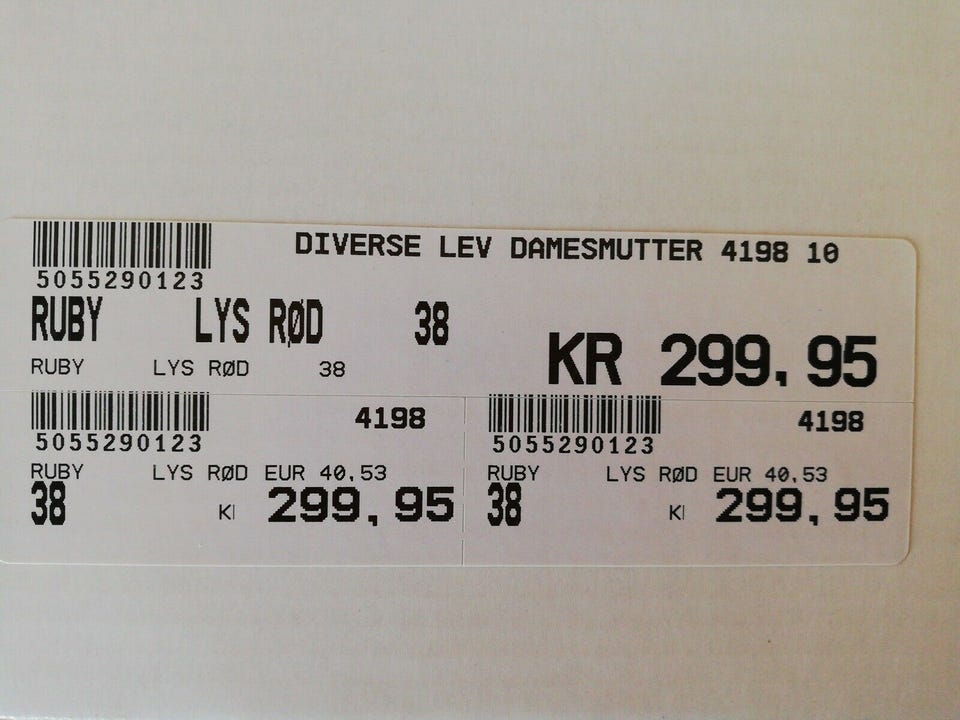 DIVERSE LEV DAMESMUTTER 4198 10
5055290123
RUBY LYS RØD 38
RUBY LYS RØD 38
KR 299,95
4198
5055290123
RUBY LYS RØD EUR 40,53
38 299,95
4198
5055290123
RUBY LYS RØD EUR 40,53
38 299,95